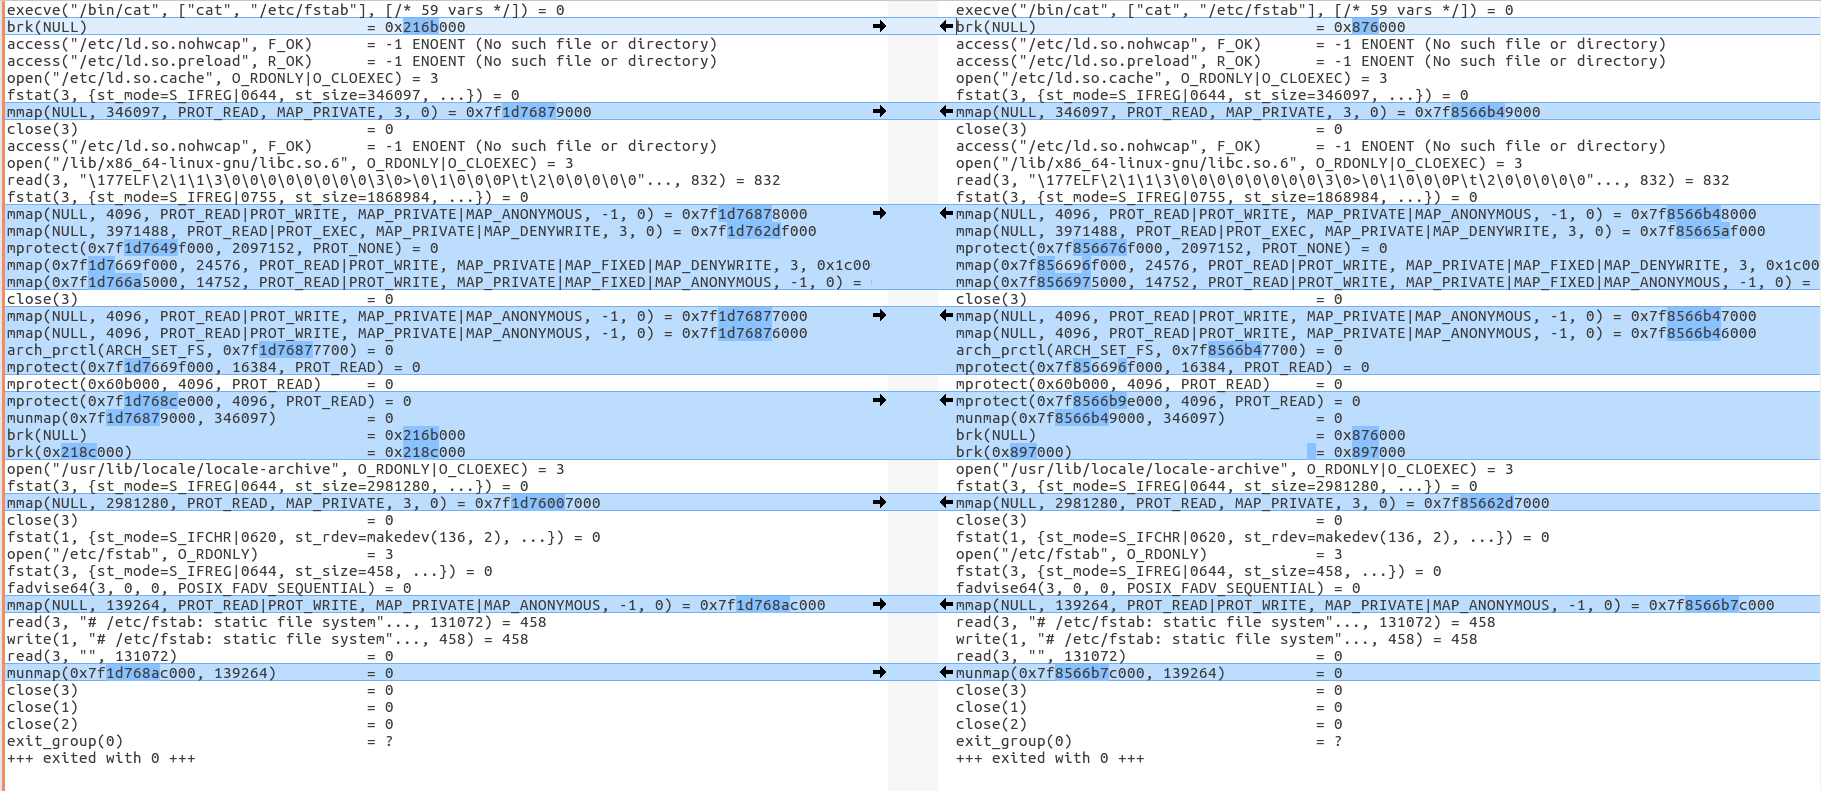 execve("/bin/cat", ["cat", "/etc/fstab"], [/* 59 vars */]) = 0
brk(NULL)                               = 0x216b000
access("/etc/ld.so.nohwcap", F_OK)      = -1 ENOENT (No such file or directory)
access("/etc/ld.so.preload", R_OK)      = -1 ENOENT (No such file or directory)
open("/etc/ld.so.cache", O_RDONLY|O_CLOEXEC) = 3
fstat(3, {st_mode=S_IFREG|0644, st_size=346097, ...}) = 0
mmap(NULL, 346097, PROT_READ, MAP_PRIVATE, 3, 0) = 0x7f1d76879000
close(3)                                = 0
access("/etc/ld.so.nohwcap", F_OK)      = -1 ENOENT (No such file or directory)
open("/lib/x86_64-linux-gnu/libc.so.6", O_RDONLY|O_CLOEXEC) = 3
read(3, "\177ELF\2\1\1\3\0\0\0\0\0\0\0\0\3\0>\0\1\0\0\0P\t\2\0\0\0\0\0"..., 832) = 832
fstat(3, {st_mode=S_IFREG|0755, st_size=1868984, ...}) = 0
mmap(NULL, 4096, PROT_READ|PROT_WRITE, MAP_PRIVATE|MAP_ANONYMOUS, -1, 0) = 0x7f1d76878000
mmap(NULL, 3971488, PROT_READ|PROT_EXEC, MAP_PRIVATE|MAP_DENYWRITE, 3, 0) = 0x7f1d762df000
mprotect(0x7f1d7649f000, 2097152, PROT_NONE) = 0
mmap(0x7f1d7669f000, 24576, PROT_READ|PROT_WRITE, MAP_PRIVATE|MAP_FIXED|MAP_DENYWRITE, 3, 0x1c00
mmap(0x7f1d766a5000, 14752, PROT_READ|PROT_WRITE, MAP_PRIVATE|MAP_FIXED|MAP_ANONYMOUS, -1, 0) =
close(3)                                = 0
mmap(NULL, 4096, PROT_READ|PROT_WRITE, MAP_PRIVATE|MAP_ANONYMOUS, -1, 0) = 0x7f1d76877000
mmap(NULL, 4096, PROT_READ|PROT_WRITE, MAP_PRIVATE|MAP_ANONYMOUS, -1, 0) = 0x7f1d76876000
arch_prctl(ARCH_SET_FS, 0x7f1d76877700) = 0
mprotect(0x7f1d7669f000, 16384, PROT_READ) = 0
mprotect(0x60b000, 4096, PROT_READ)     = 0
mprotect(0x7f1d768ce000, 4096, PROT_READ) = 0
munmap(0x7f1d76879000, 346097)          = 0
brk(NULL)                               = 0x216b000
brk(0x218c000)                          = 0x218c000
open("/usr/lib/locale/locale-archive", O_RDONLY|O_CLOEXEC) = 3
fstat(3, {st_mode=S_IFREG|0644, st_size=2981280, ...}) = 0
mmap(NULL, 2981280, PROT_READ, MAP_PRIVATE, 3, 0) = 0x7f1d76007000
close(3)                                = 0
fstat(1, {st_mode=S_IFCHR|0620, st_rdev=makedev(136, 2), ...}) = 0
open("/etc/fstab", O_RDONLY)            = 3
fstat(3, {st_mode=S_IFREG|0644, st_size=458, ...}) = 0
fadvise64(3, 0, 0, POSIX_FADV_SEQUENTIAL) = 0
mmap(NULL, 139264, PROT_READ|PROT_WRITE, MAP_PRIVATE|MAP_ANONYMOUS, -1, 0) = 0x7f1d768ac000
read(3, "# /etc/fstab: static file system"..., 131072) = 458
write(1, "# /etc/fstab: static file system"..., 458) = 458
read(3, "", 131072)                     = 0
munmap(0x7f1d768ac000, 139264)          = 0
close(3)                                = 0
close(1)                                = 0
close(2)                                = 0
exit_group(0)                           = ?
+++ exited with 0 +++
execve("/bin/cat", ["cat", "/etc/fstab"], [/* 59 vars */]) = 0
brk(NULL)                               = 0x876000
access("/etc/ld.so.nohwcap", F_OK)      = -1 ENOENT (No such file or directory)
access("/etc/ld.so.preload", R_OK)      = -1 ENOENT (No such file or directory)
open("/etc/ld.so.cache", O_RDONLY|O_CLOEXEC) = 3
fstat(3, {st_mode=S_IFREG|0644, st_size=346097, ...}) = 0
mmap(NULL, 346097, PROT_READ, MAP_PRIVATE, 3, 0) = 0x7f8566b49000
close(3)                                = 0
access("/etc/ld.so.nohwcap", F_OK)      = -1 ENOENT (No such file or directory)
open("/lib/x86_64-linux-gnu/libc.so.6", O_RDONLY|O_CLOEXEC) = 3
read(3, "\177ELF\2\1\1\3\0\0\0\0\0\0\0\0\3\0>\0\1\0\0\0P\t\2\0\0\0\0\0"..., 832) = 832
fstat(3, {st_mode=S_IFREG|0755, st_size=1868984, ...}) = 0
mmap(NULL, 4096, PROT_READ|PROT_WRITE, MAP_PRIVATE|MAP_ANONYMOUS, -1, 0) = 0x7f8566b48000
mmap(NULL, 3971488, PROT_READ|PROT_EXEC, MAP_PRIVATE|MAP_DENYWRITE, 3, 0) = 0x7f85665af000
mprotect(0x7f856676f000, 2097152, PROT_NONE) = 0
mmap(0x7f856696f000, 24576, PROT_READ|PROT_WRITE, MAP_PRIVATE|MAP_FIXED|MAP_DENYWRITE, 3, 0x1c00
mmap(0x7f8566975000, 14752, PROT_READ|PROT_WRITE, MAP_PRIVATE|MAP_FIXED|MAP_ANONYMOUS, -1, 0) =
close(3)                                = 0
mmap(NULL, 4096, PROT_READ|PROT_WRITE, MAP_PRIVATE|MAP_ANONYMOUS, -1, 0) = 0x7f8566b47000
mmap(NULL, 4096, PROT_READ|PROT_WRITE, MAP_PRIVATE|MAP_ANONYMOUS, -1, 0) = 0x7f8566b46000
arch_prctl(ARCH_SET_FS, 0x7f8566b47700) = 0
mprotect(0x7f856696f000, 16384, PROT_READ) = 0
mprotect(0x60b000, 4096, PROT_READ)     = 0
mprotect(0x7f8566b9e000, 4096, PROT_READ) = 0
munmap(0x7f8566b49000, 346097)          = 0
brk(NULL)                               = 0x876000
brk(0x897000)                           = 0x897000
open("/usr/lib/locale/locale-archive", O_RDONLY|O_CLOEXEC) = 3
fstat(3, {st_mode=S_IFREG|0644, st_size=2981280, ...}) = 0
mmap(NULL, 2981280, PROT_READ, MAP_PRIVATE, 3, 0) = 0x7f85662d7000
close(3)                                = 0
fstat(1, {st_mode=S_IFCHR|0620, st_rdev=makedev(136, 2), ...}) = 0
open("/etc/fstab", O_RDONLY)            = 3
fstat(3, {st_mode=S_IFREG|0644, st_size=458, ...}) = 0
fadvise64(3, 0, 0, POSIX_FADV_SEQUENTIAL) = 0
mmap(NULL, 139264, PROT_READ|PROT_WRITE, MAP_PRIVATE|MAP_ANONYMOUS, -1, 0) = 0x7f8566b7c000
read(3, "# /etc/fstab: static file system"..., 131072) = 458
write(1, "# /etc/fstab: static file system"..., 458) = 458
read(3, "", 131072)                     = 0
munmap(0x7f8566b7c000, 139264)          = 0
close(3)                                = 0
close(1)                                = 0
close(2)                                = 0
exit_group(0)                           = ?
+++ exited with 0 +++